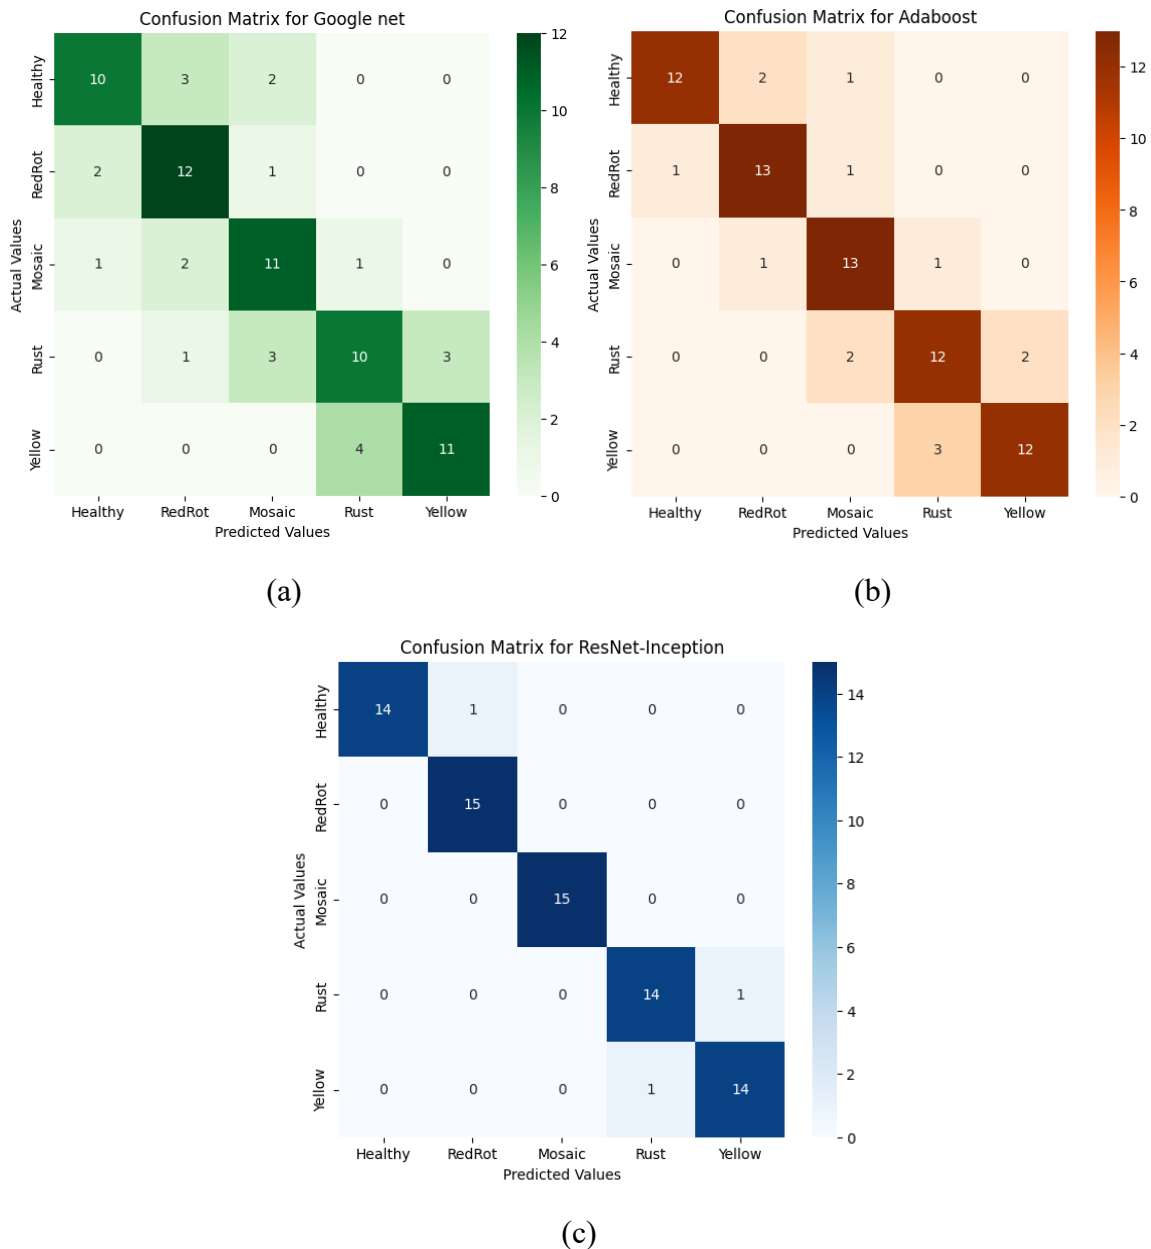 Confusion Matrix for Google net
Healthy 10 3 2 0 0
RedRot 2 12 1 0 0
Mosaic 1 2 11 1 0
Rust 0 1 3 10 3
Yellow 0 0 0 4 11
Healthy RedRot Mosaic Rust Yellow
Predicted Values
Actual Values
12
10
8
6
4
2
0
(a)
Confusion Matrix for Adaboost
Healthy 12 2 1 0 0
RedRot 1 13 1 0 0
Mosaic 0 1 13 1 0
Rust 0 0 2 12 2
Yellow 0 0 0 3 12
Healthy RedRot Mosaic Rust Yellow
Predicted Values
Actual Values
12
10
8
6
4
2
0
(b)
Confusion Matrix for ResNet-Inception
Healthy 14 1 0 0 0
RedRot 0 15 0 0 0
Mosaic 0 0 15 0 0
Rust 0 0 0 14 1
Yellow 0 0 0 1 14
Healthy RedRot Mosaic Rust Yellow
Predicted Values
Actual Values
14
12
10
8
6
4
2
0
(c)